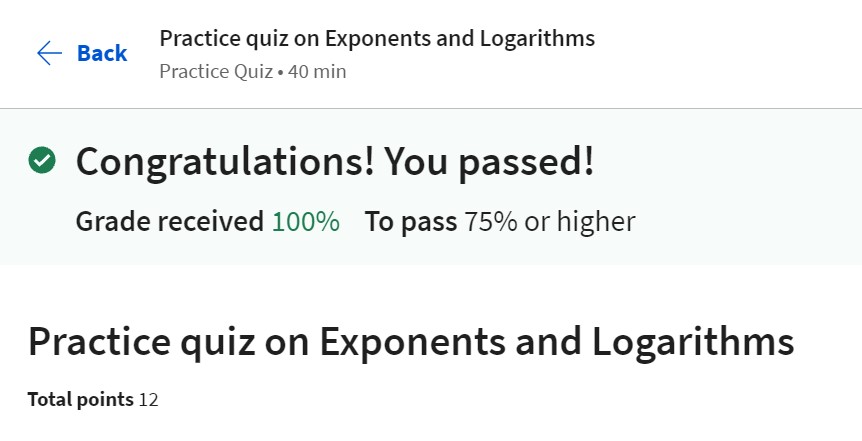 Back
Practice quiz on Exponents and Logarithms
Practice Quiz • 40 min
Congratulations! You passed!
Grade received 100% To pass 75% or higher
Practice quiz on Exponents and Logarithms
Total points 12